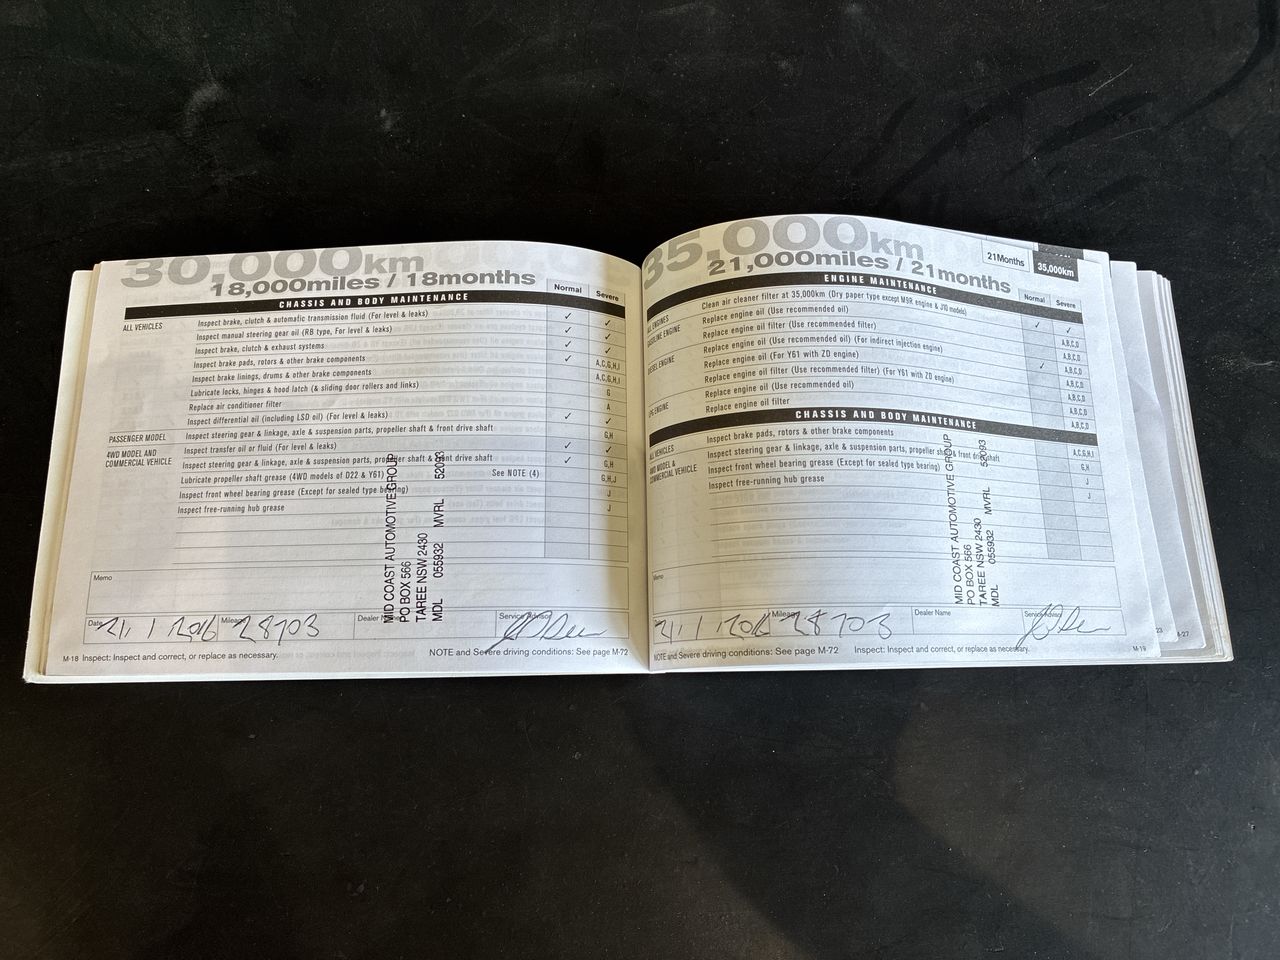 30,000km
18,000miles / 18months
Normal
Severe
CHASSIS AND BODY MAINTENANCE
ALL VEHICLES
Inspect brake, clutch & automatic transmission fluid (For level & leaks) ✓ ✓
Inspect manual steering gear oil (RB type, For level & leaks) ✓ ✓
Inspect brake, clutch & exhaust systems ✓ ✓
Inspect brake pads, rotors & other brake components ✓ A,C,G,H,I
Inspect brake linings, drums & other brake components A,C,G,H,I
Lubricate locks, hinges & hood latch (& sliding door rollers and links) G
Replace air conditioner filter A
Inspect differential oil (including LSD oil) (For level & leaks) ✓ ✓
PASSENGER MODEL
Inspect steering gear & linkage, axle & suspension parts, propeller shaft & front drive shaft G,H
4WD MODEL AND COMMERCIAL VEHICLE
Inspect transfer oil or fluid (For level & leaks) ✓ ✓
Inspect steering gear & linkage, axle & suspension parts, propeller shaft & front drive shaft ✓ G,H
Lubricate propeller shaft grease (4WD models of D22 & Y61) See NOTE (4) G,H,J
Inspect front wheel bearing grease (Except for sealed type bearing) J
Inspect free-running hub grease J
MID COAST AUTOMOTIVE GROUP
PO BOX 566
TAREE NSW 2430
MDL 055932 MVRL 52093
Memo
Date 21/1/2016
Mileage 28703
Dealer Name
Service Advisor
M-18 Inspect: Inspect and correct, or replace as necessary.
NOTE and Severe driving conditions: See page M-72
35,000km
21,000miles / 21months
21Months
35,000km
Normal
Severe
ENGINE MAINTENANCE
ALL ENGINES
Clean air cleaner filter at 35,000km (Dry paper type except M9R engine & J10 models) ✓ ✓
GASOLINE ENGINE
Replace engine oil (Use recommended oil) A,B,C,D
Replace engine oil filter (Use recommended filter) A,B,C,D
DIESEL ENGINE
Replace engine oil (Use recommended oil) (For indirect injection engine) ✓ A,B,C,D
Replace engine oil (For Y61 with ZD engine) A,B,C,D
Replace engine oil filter (Use recommended filter) (For Y61 with ZD engine) A,B,C,D
LPG ENGINE
Replace engine oil (Use recommended oil) A,B,C,D
Replace engine oil filter A,B,C,D
CHASSIS AND BODY MAINTENANCE
ALL VEHICLES
Inspect brake pads, rotors & other brake components A,C,G,H,I
4WD MODEL & COMMERCIAL VEHICLE
Inspect steering gear & linkage, axle & suspension parts, propeller shaft & front drive shaft G,H
Inspect front wheel bearing grease (Except for sealed type bearing) J
Inspect free-running hub grease J
MID COAST AUTOMOTIVE GROUP
PO BOX 566
TAREE NSW 2430
MDL 055932 MVRL 52093
Memo
21/1/2016
Mileage 28703
Dealer Name
Service Advisor
NOTE and Severe driving conditions: See page M-72
Inspect: Inspect and correct, or replace as necessary.
M-19
23
M-27